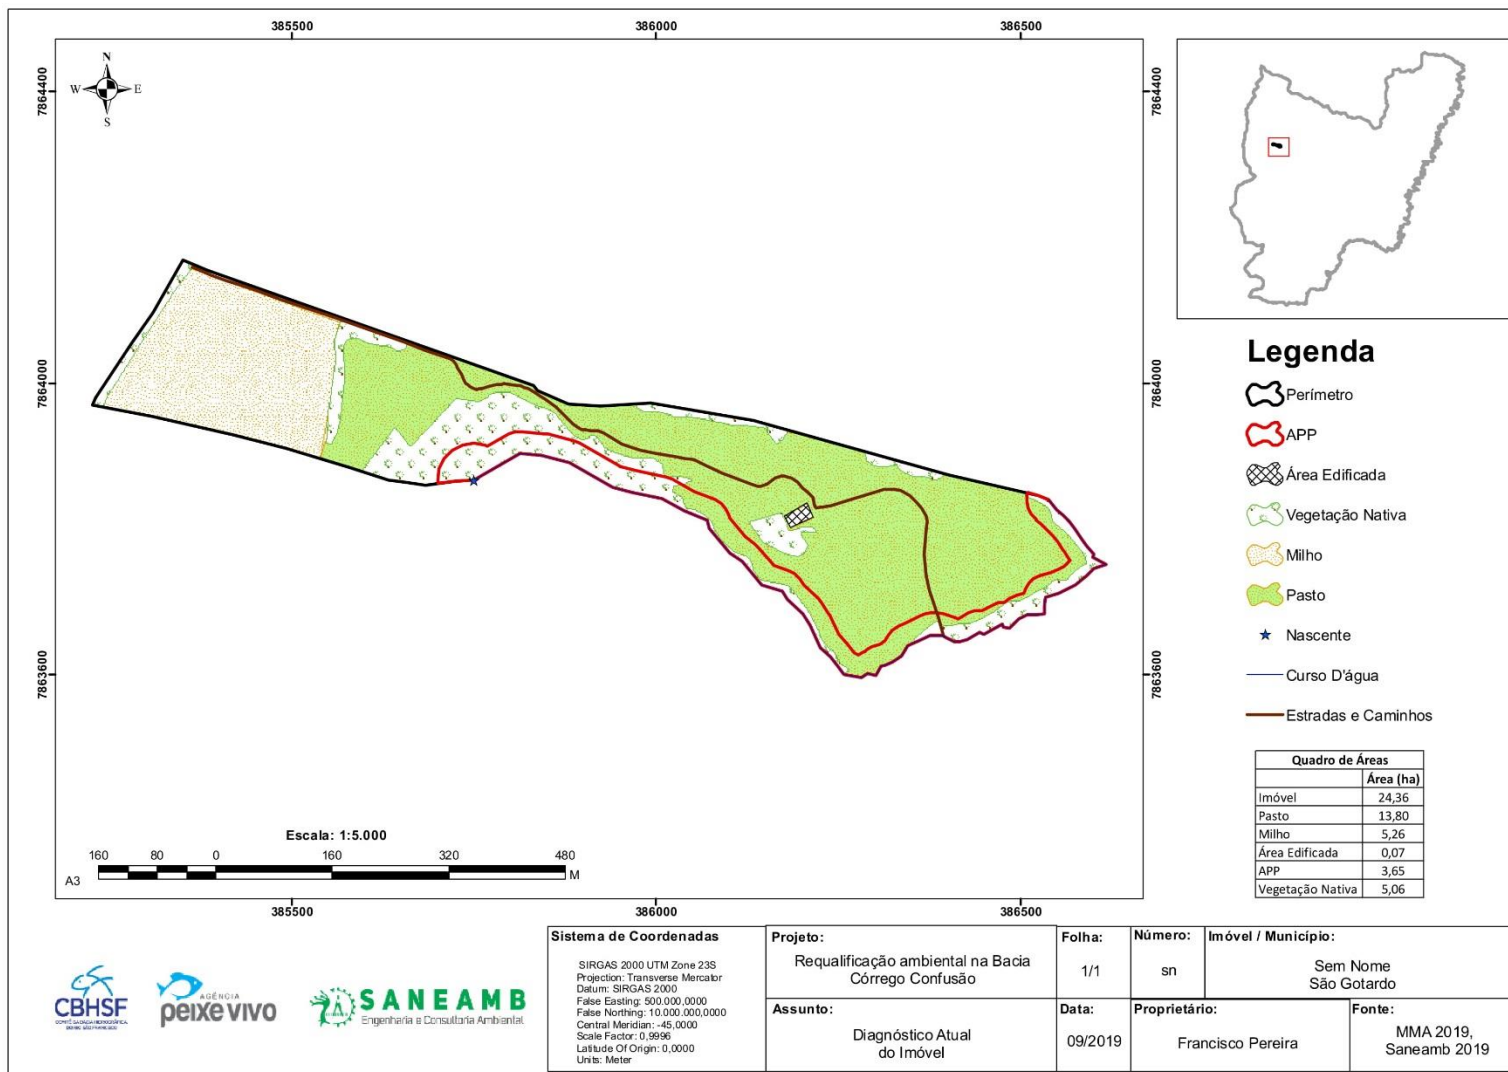 385500 386000 386500
7864400 7864400
N
W E
S
7864000 7864000
7863600 7863600
Escala: 1:5.000
160 80 0 160 320 480
A3 M
385500 386000 386500
Legenda
Perímetro
APP
Área Edificada
Vegetação Nativa
Milho
Pasto
Nascente
Curso D'água
Estradas e Caminhos
Quadro de Áreas
Área (ha)
Imóvel 24,36
Pasto 13,80
Milho 5,26
Área Edificada 0,07
APP 3,65
Vegetação Nativa 5,06
CBHSF
AGÊNCIA
peixe vivo
SANEAMB
Engenharia e Consultoria Ambiental
Sistema de Coordenadas
SIRGAS 2000 UTM Zone 23S
Projection: Transverse Mercator
Datum: SIRGAS 2000
False Easting: 500.000,0000
False Northing: 10.000.000,0000
Central Meridian: -45,0000
Scale Factor: 0,9996
Latitude Of Origin: 0,0000
Units: Meter
Projeto:
Requalificação ambiental na Bacia
Córrego Confusão
Assunto:
Diagnóstico Atual
do Imóvel
Folha:
1/1
Número:
sn
Imóvel / Município:
Sem Nome
São Gotardo
Data:
09/2019
Proprietário:
Francisco Pereira
Fonte:
MMA 2019,
Saneamb 2019